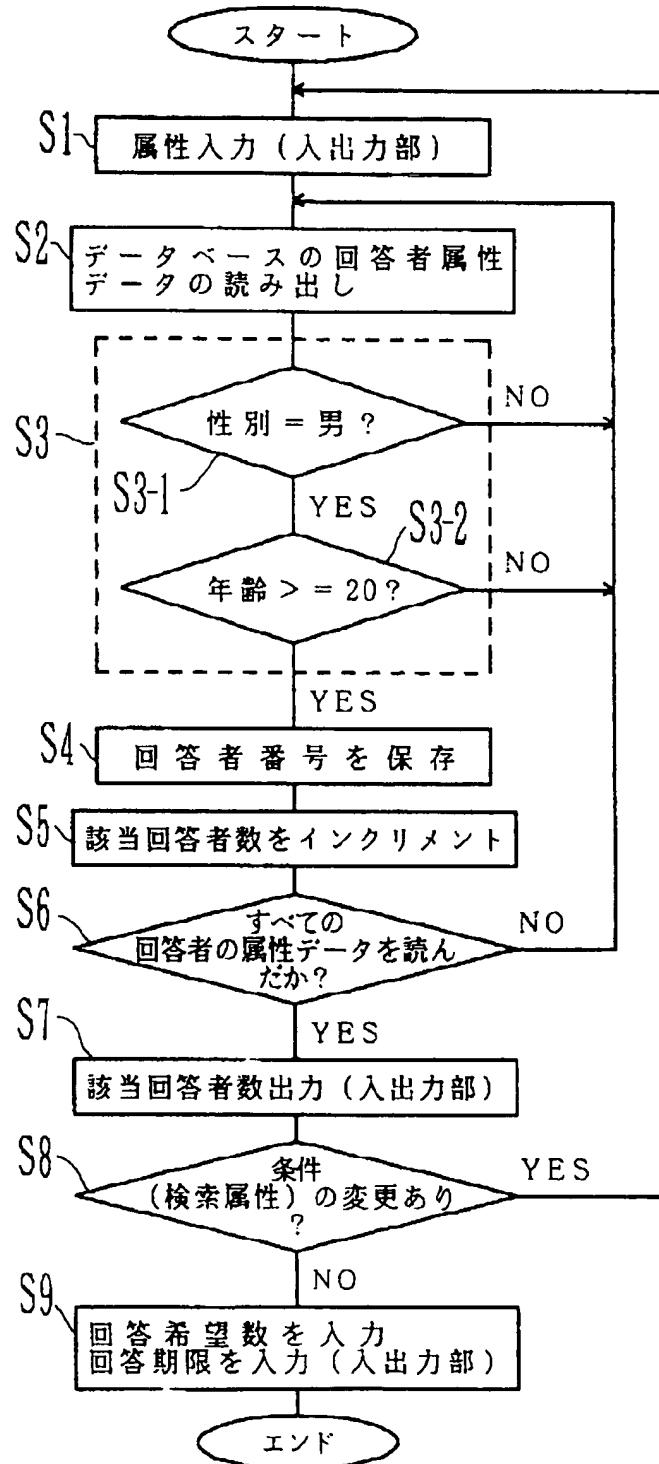 スタート
S1
属性入力（入出力部）
S2
データベースの回答者属性
データの読み出し
S3
性別＝男？
NO
S3-1
YES
S3-2
年齢＞＝20？
NO
YES
S4
回答者番号を保存
S5
該当回答者数をインクリメント
S6
すべての
回答者の属性データを読ん
だか？
NO
YES
S7
該当回答者数出力（入出力部）
S8
条件
（検索属性）の変更あり
？
YES
NO
S9
回答希望数を入力
回答期限を入力（入出力部）
エンド